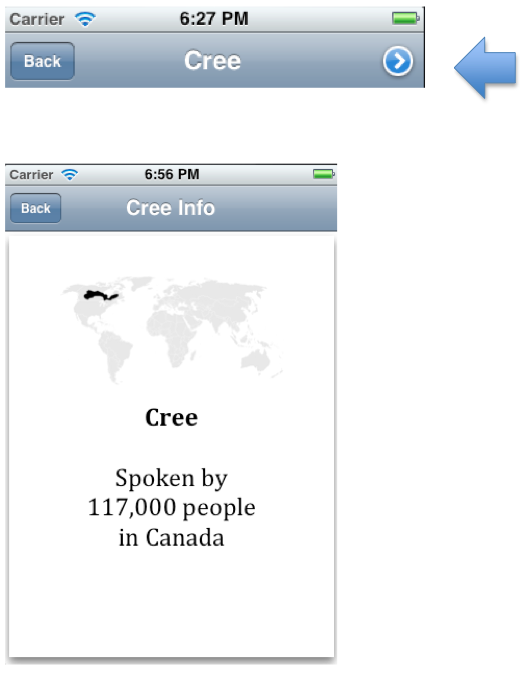 Carrier 6:27 PM
Back Cree
Carrier 6:56 PM
Back Cree Info
Cree
Spoken by
117,000 people
in Canada